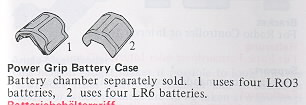 1 2
Power Grip Battery Case
Battery chamber separately sold. 1 uses four LRO3
batteries, 2 uses four LR6 batteries.